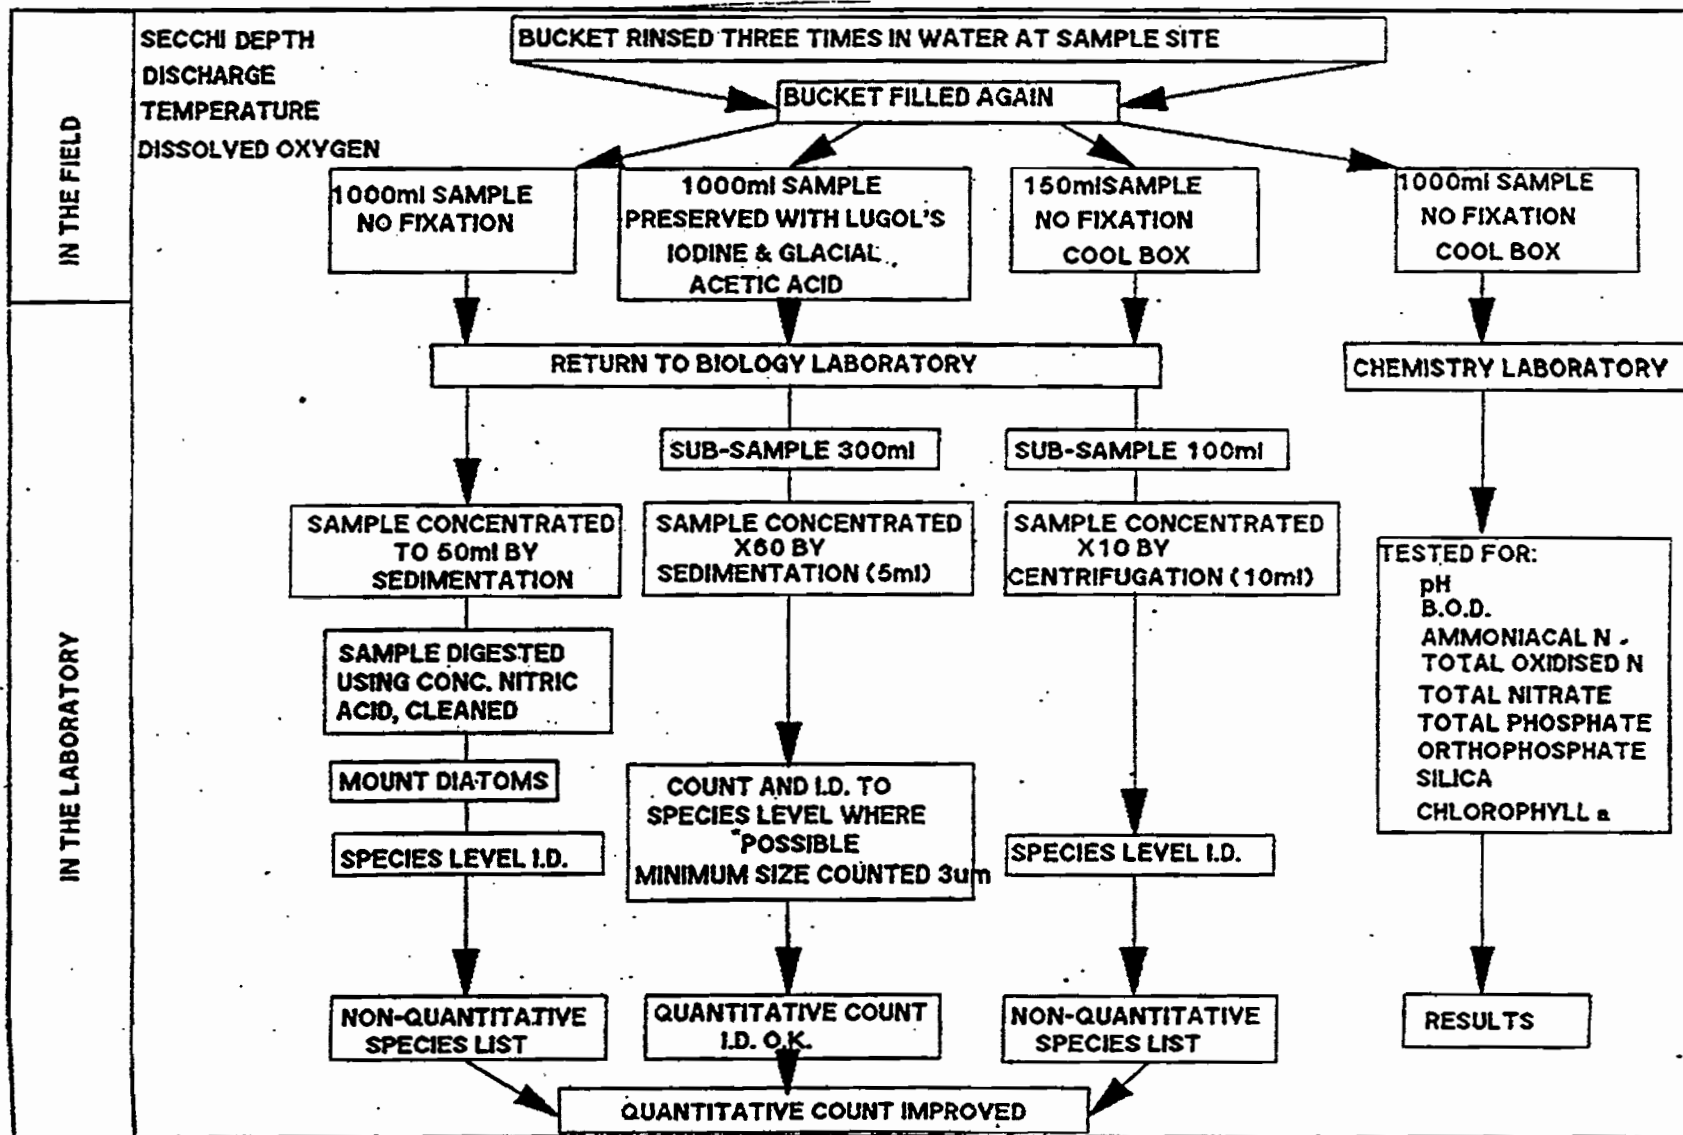 IN THE FIELD
SECCHI DEPTH
DISCHARGE
TEMPERATURE
DISSOLVED OXYGEN
BUCKET RINSED THREE TIMES IN WATER AT SAMPLE SITE
BUCKET FILLED AGAIN
1000ml SAMPLE
NO FIXATION
1000ml SAMPLE
PRESERVED WITH LUGOL'S
IODINE & GLACIAL
ACETIC ACID
150mlSAMPLE
NO FIXATION
COOL BOX
1000ml SAMPLE
NO FIXATION
COOL BOX
IN THE LABORATORY
RETURN TO BIOLOGY LABORATORY
CHEMISTRY LABORATORY
SUB-SAMPLE 300ml
SUB-SAMPLE 100ml
SAMPLE CONCENTRATED
TO 50ml BY
SEDIMENTATION
SAMPLE CONCENTRATED
X60 BY
SEDIMENTATION (5ml)
SAMPLE CONCENTRATED
X10 BY
CENTRIFUGATION (10ml)
TESTED FOR:
pH
B.O.D.
AMMONIACAL N
TOTAL OXIDISED N
TOTAL NITRATE
TOTAL PHOSPHATE
ORTHOPHOSPHATE
SILICA
CHLOROPHYLL a
SAMPLE DIGESTED
USING CONC. NITRIC
ACID, CLEANED
MOUNT DIATOMS
SPECIES LEVEL I.D.
COUNT AND I.D. TO
SPECIES LEVEL WHERE
POSSIBLE
MINIMUM SIZE COUNTED 3um
SPECIES LEVEL I.D.
NON-QUANTITATIVE
SPECIES LIST
QUANTITATIVE COUNT
I.D. O.K.
NON-QUANTITATIVE
SPECIES LIST
RESULTS
QUANTITATIVE COUNT IMPROVED